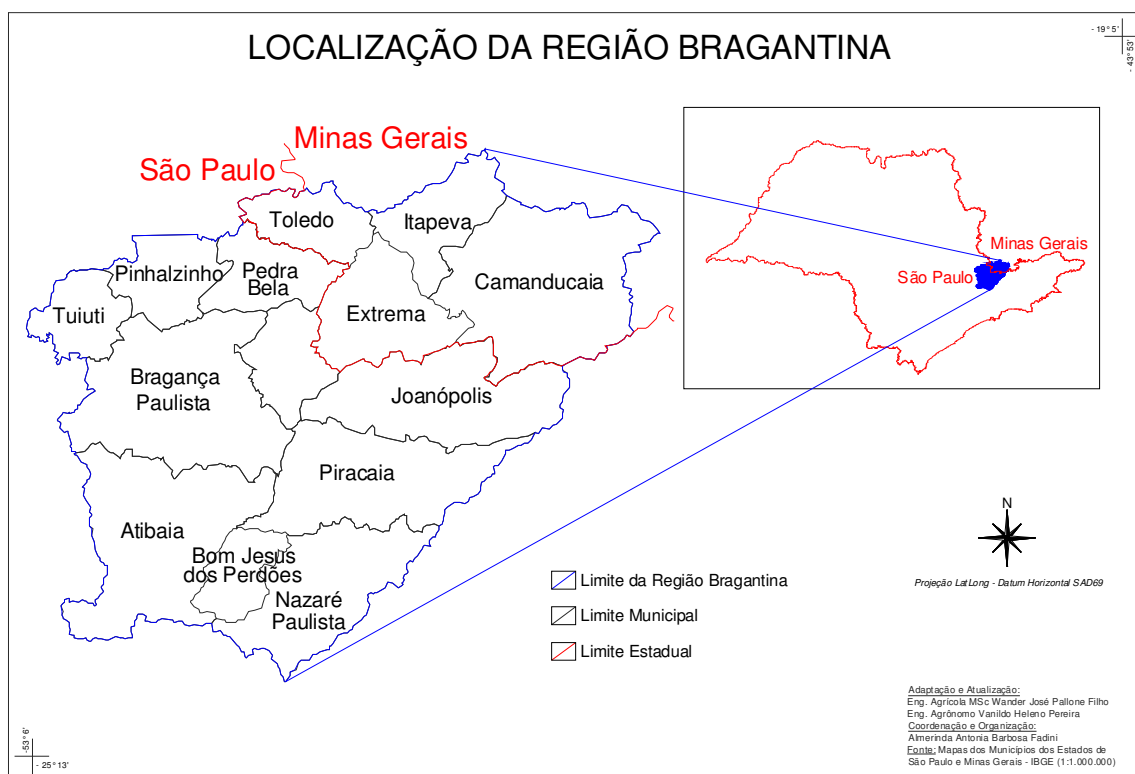 LOCALIZAÇÃO DA REGIÃO BRAGANTINA
- 19° 5'
- 43° 53'
Minas Gerais
São Paulo
Toledo
Itapeva
Pinhalzinho
Pedra
Bela
Camanducaia
Tuiuti
Extrema
Bragança
Paulista
Joanópolis
Piracaia
Atibaia
Bom Jesus
dos Perdões
Nazaré
Paulista
Minas Gerais
São Paulo
N
Projeção LatLong - Datum Horizontal SAD69
Limite da Região Bragantina
Limite Municipal
Limite Estadual
Adaptação e Atualização:
Eng. Agrícola MSc Wander José Pallone Filho
Eng. Agrônomo Vanildo Heleno Pereira
Coordenação e Organização:
Almerinda Antonia Barbosa Fadini
Fonte: Mapas dos Municípios dos Estados de
São Paulo e Minas Gerais - IBGE (1:1.000.000)
-53° 6'
- 25° 13'